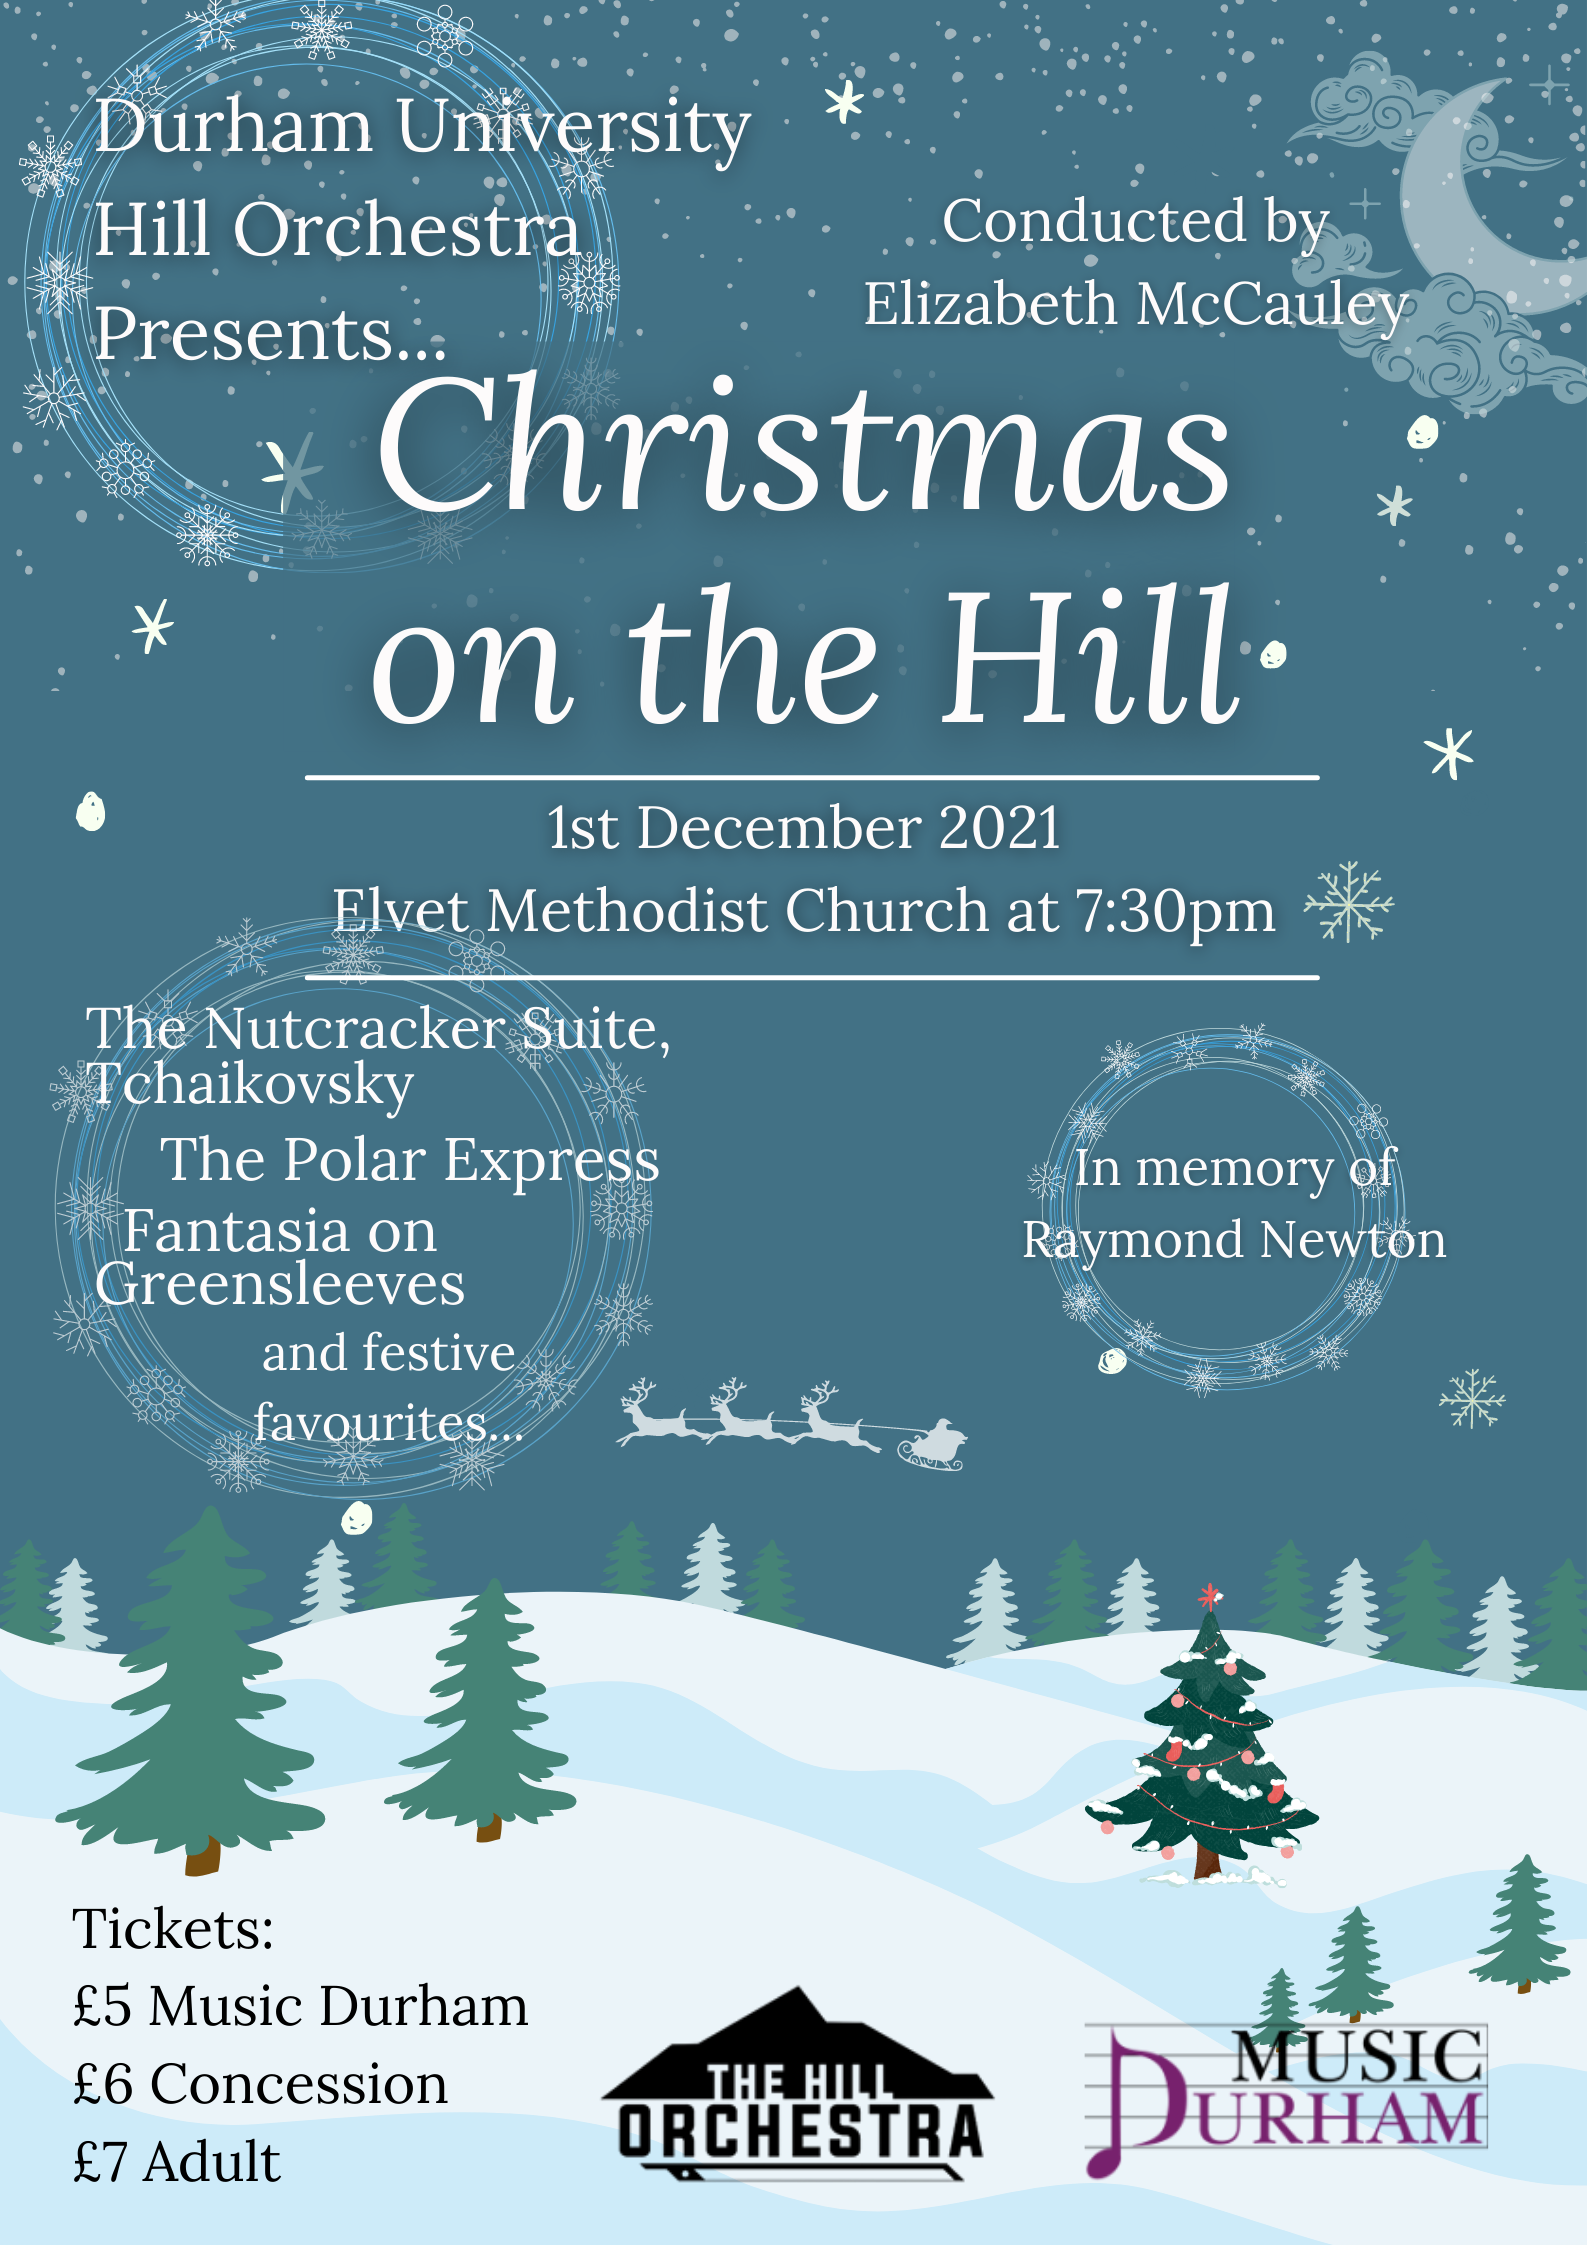 Durham University
Hill Orchestra
Presents...
Conducted by
Elizabeth McCauley
Christmas
on the Hill
1st December 2021
Elvet Methodist Church at 7:30pm
The Nutcracker Suite,
Tchaikovsky
The Polar Express
Fantasia on
Greensleeves
and festive
favourites...
In memory of
Raymond Newton
Tickets:
£5 Music Durham
£6 Concession
£7 Adult
THE HILL
ORCHESTRA
MUSIC
DURHAM